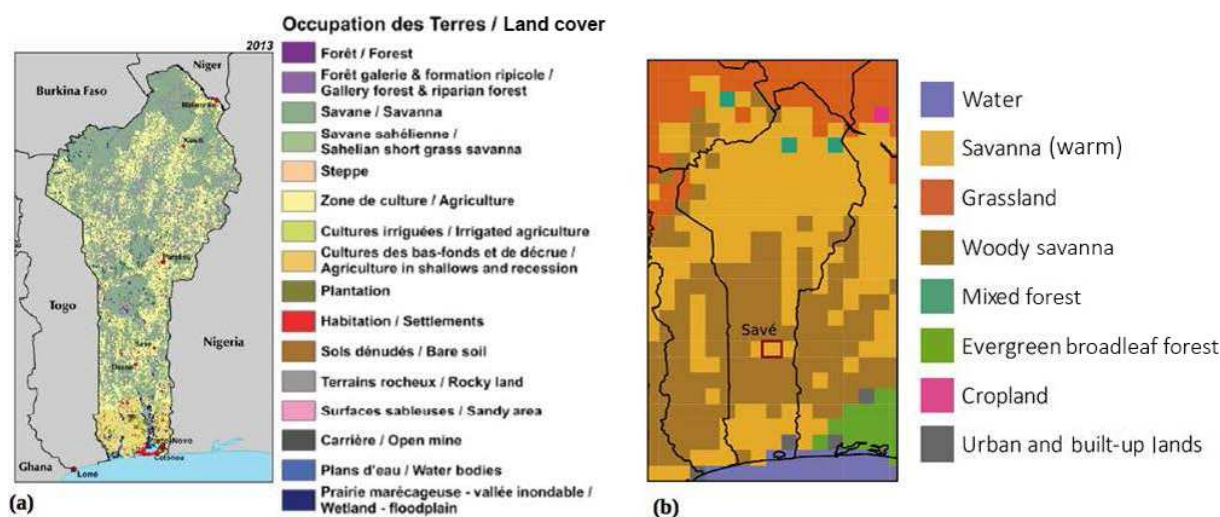 Occupation des Terres / Land cover
2013
Niger
Burkina Faso
Togo
Nigeria
Ghana
Lomé
Cotonou
Forêt / Forest
Forêt galerie & formation ripicole /
Gallery forest & riparian forest
Savane / Savanna
Savane sahélienne /
Sahelian short grass savanna
Steppe
Zone de culture / Agriculture
Cultures irriguées / Irrigated agriculture
Cultures des bas-fonds et de décrue /
Agriculture in shallows and recession
Plantation
Habitation / Settlements
Sols dénudés / Bare soil
Terrains rocheux / Rocky land
Surfaces sableuses / Sandy area
Carrière / Open mine
Plans d'eau / Water bodies
Prairie marécageuse - vallée inondable /
Wetland - floodplain
(a)
Savé
Water
Savanna (warm)
Grassland
Woody savanna
Mixed forest
Evergreen broadleaf forest
Cropland
Urban and built-up lands
(b)